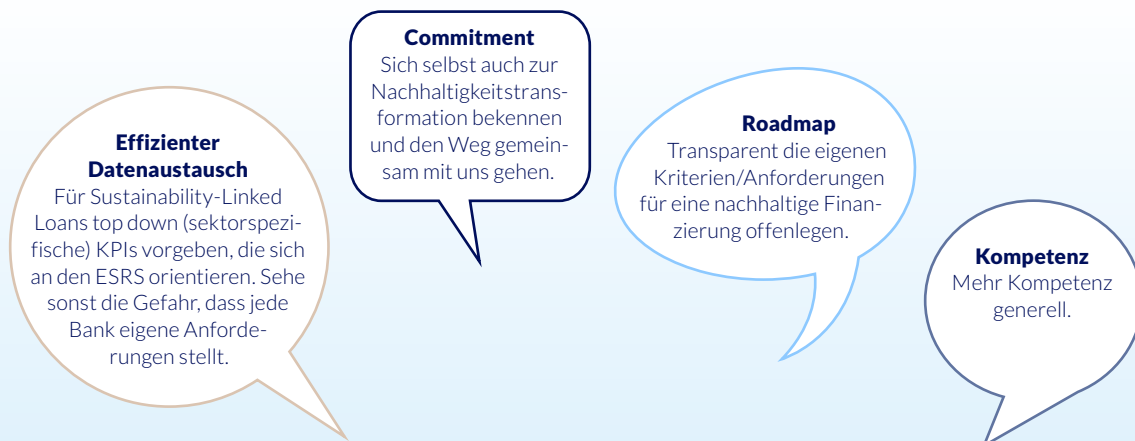 Effizienter
Datenaustausch
Für Sustainability-Linked
Loans top down (sektorspezi-
fische) KPIs vorgeben, die sich
an den ESRS orientieren. Sehe
sonst die Gefahr, dass jede
Bank eigene Anforde-
rungen stellt.
Commitment
Sich selbst auch zur
Nachhaltigkeitstrans-
formation bekennen
und den Weg gemein-
sam mit uns gehen.
Roadmap
Transparent die eigenen
Kriterien/Anforderungen
für eine nachhaltige Finan-
zierung offenlegen.
Kompetenz
Mehr Kompetenz
generell.